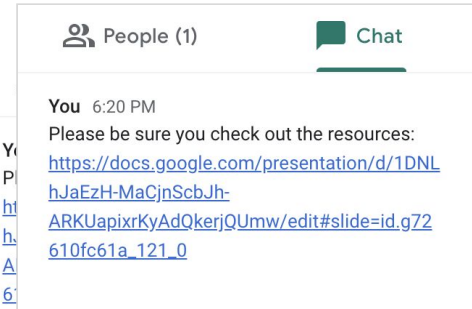 People (1)
Chat
You 6:20 PM
Please be sure you check out the resources:
https://docs.google.com/presentation/d/1DNL
hJaEzH-MaCjnScbJh-
ARKUapixrKyAdQkerjQUmw/edit#slide=id.g72
610fc61a_121_0